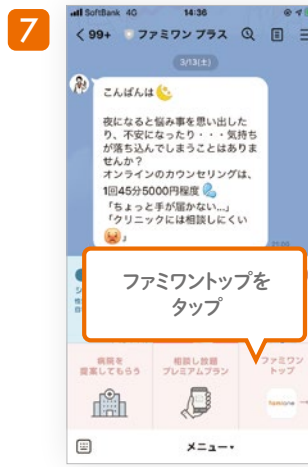 7
SoftBank 4G 14:36
99+ ファミワン プラス
3/13(土)
こんばんは
夜になると悩み事を思い出した
り、不安になったり・・・気持ち
が落ち込んでしまうことはありま
せんか?
オンラインのカウンセリングは、
1回45分5000円程度
「ちょっと手が届かない...」
「クリニックには相談しにくい
」
21:00
ファミワントップを
タップ
病院を
提案してもらう
相談し放題
プレミアムプラン
ファミワン
トップ
famione
メニュー